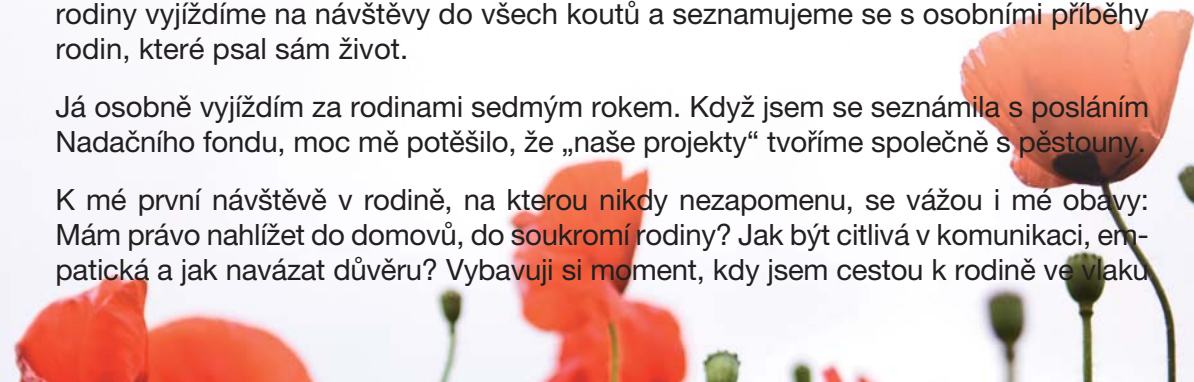 rodiny vyjíždíme na návštěvy do všech koutů a seznamujeme se s osobními příběhy
rodin, které psal sám život.
Já osobně vyjíždím za rodinami sedmým rokem. Když jsem se seznámila s posláním
Nadačního fondu, moc mě potěšilo, že „naše projekty“ tvoříme společně s pěstouny.
K mé první návštěvě v rodině, na kterou nikdy nezapomenu, se vážou i mé obavy:
Mám právo nahlížet do domovů, do soukromí rodiny? Jak být citlivá v komunikaci, em-
patická a jak navázat důvěru? Vybavuji si moment, kdy jsem cestou k rodině ve vlaku